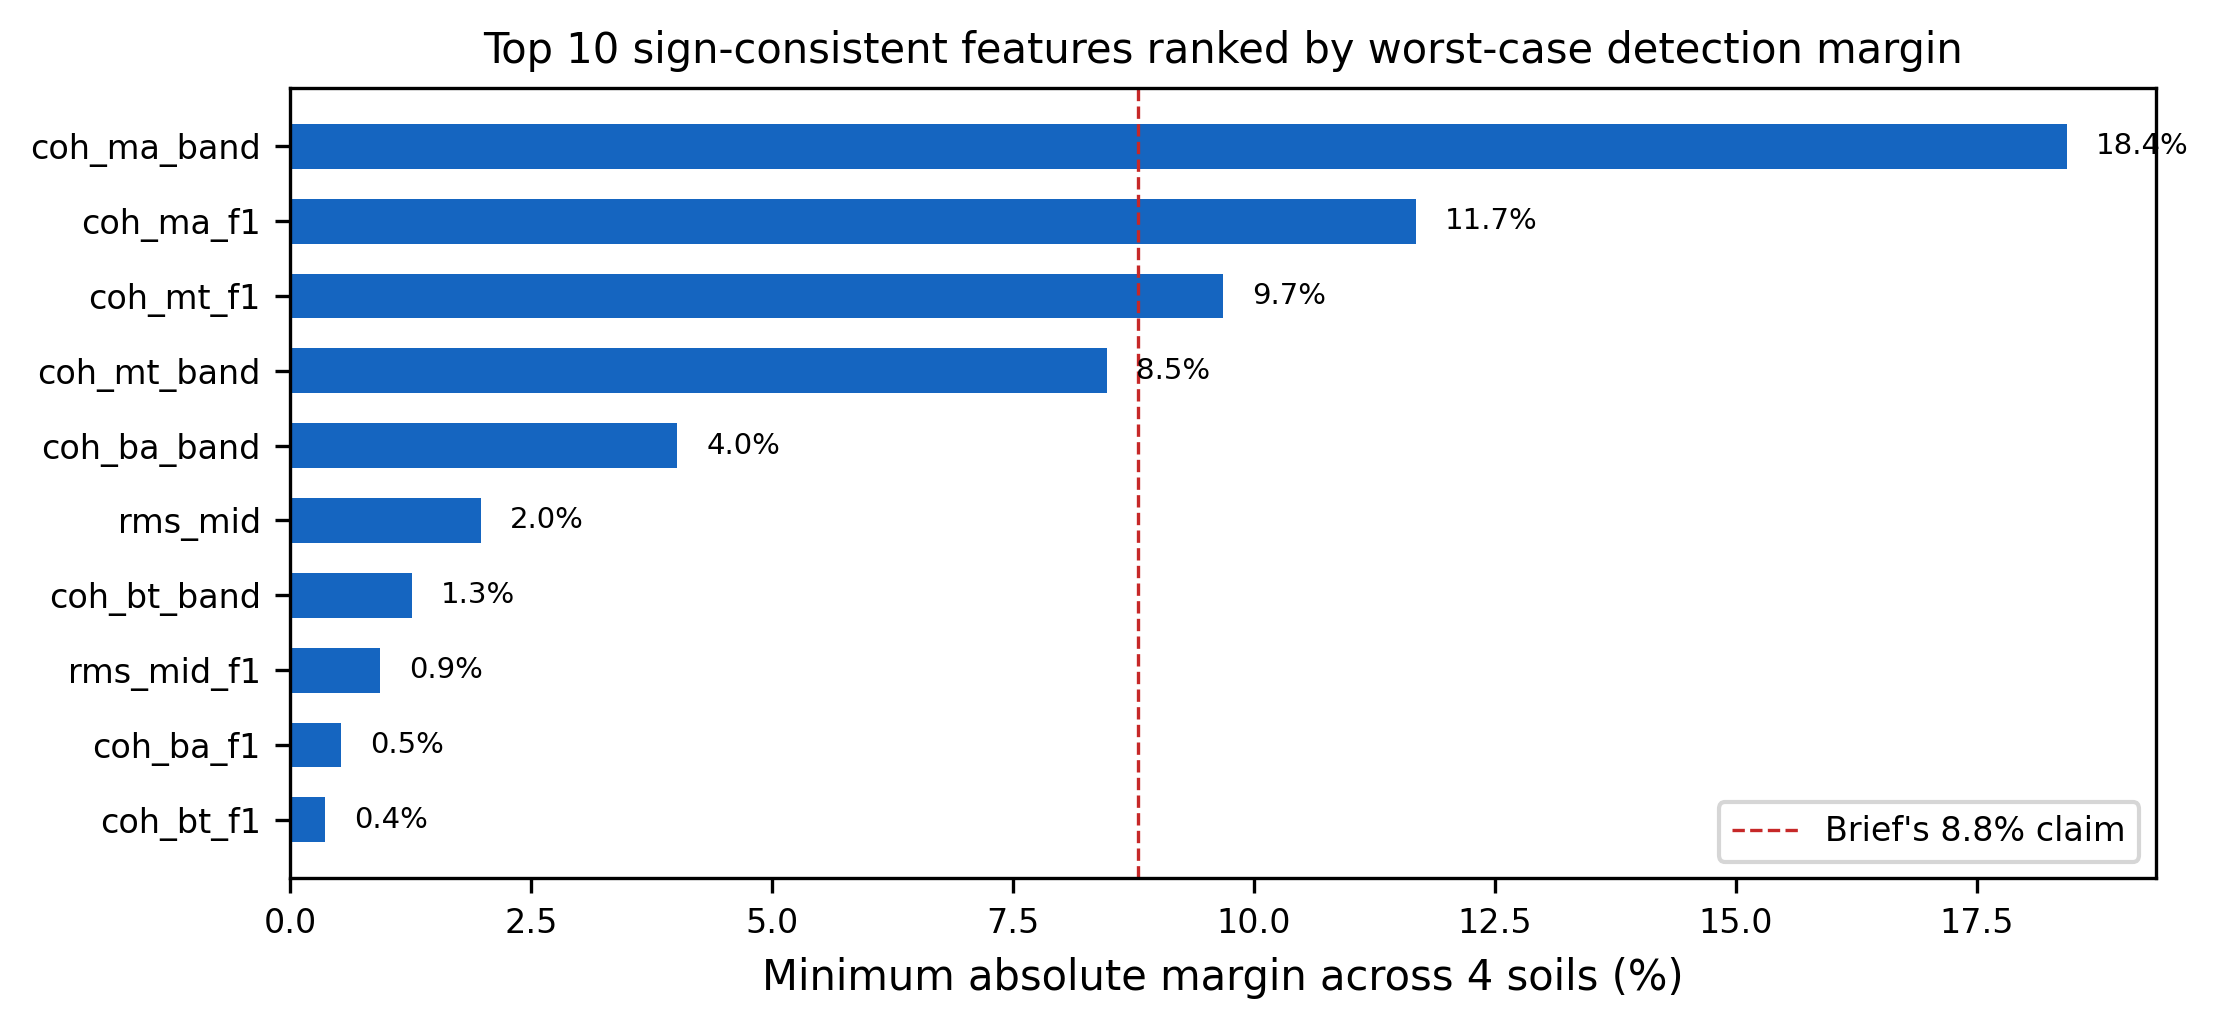 Top 10 sign-consistent features ranked by worst-case detection margin
coh_ma_band 18.4%
coh_ma_f1 11.7%
coh_mt_f1 9.7%
coh_mt_band 8.5%
coh_ba_band 4.0%
rms_mid 2.0%
coh_bt_band 1.3%
rms_mid_f1 0.9%
coh_ba_f1 0.5%
coh_bt_f1 0.4%
Brief's 8.8% claim
0.0 2.5 5.0 7.5 10.0 12.5 15.0 17.5
Minimum absolute margin across 4 soils (%)